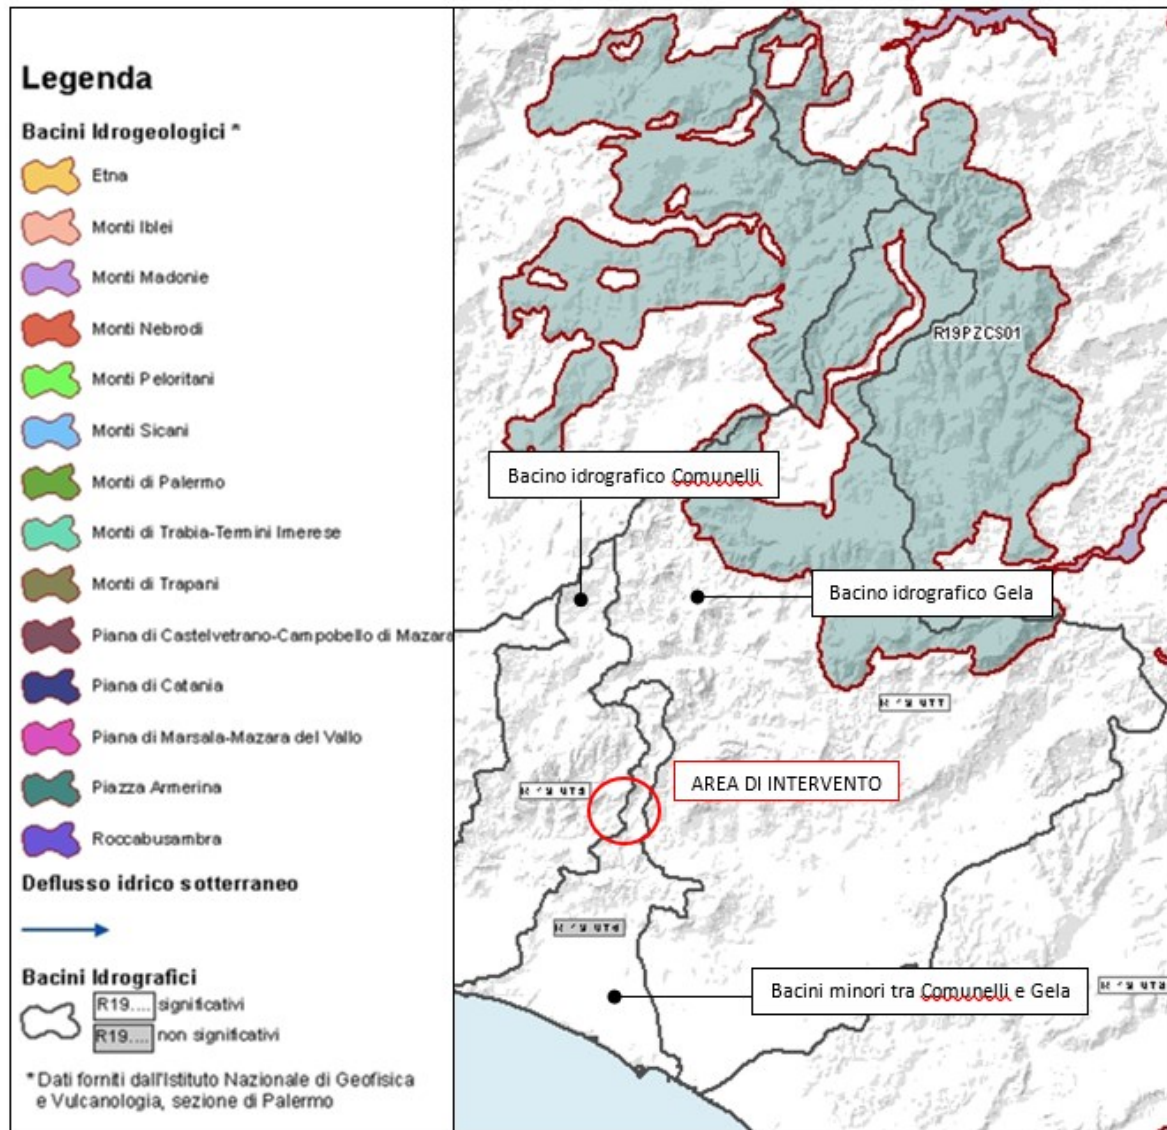 Legenda
Bacini Idrogeologici *
Etna
Monti Iblei
Monti Madonie
Monti Nebrodi
Monti Peloritani
Monti Sicani
Monti di Palermo
Monti di Trabia-Termini Imerese
Monti di Trapani
Piana di Castelvetrano-Campobello di Mazara
Piana di Catania
Piana di Marsala-Mazara del Vallo
Piazza Armerina
Roccabusambra
Deflusso idrico sotterraneo
Bacini Idrografici
R19.... significativi
R19.... non significativi
* Dati forniti dall'Istituto Nazionale di Geofisica
e Vulcanologia, sezione di Palermo
R19PZCS01
Bacino idrografico Comunelli
Bacino idrografico Gela
AREA DI INTERVENTO
Bacini minori tra Comunelli e Gela